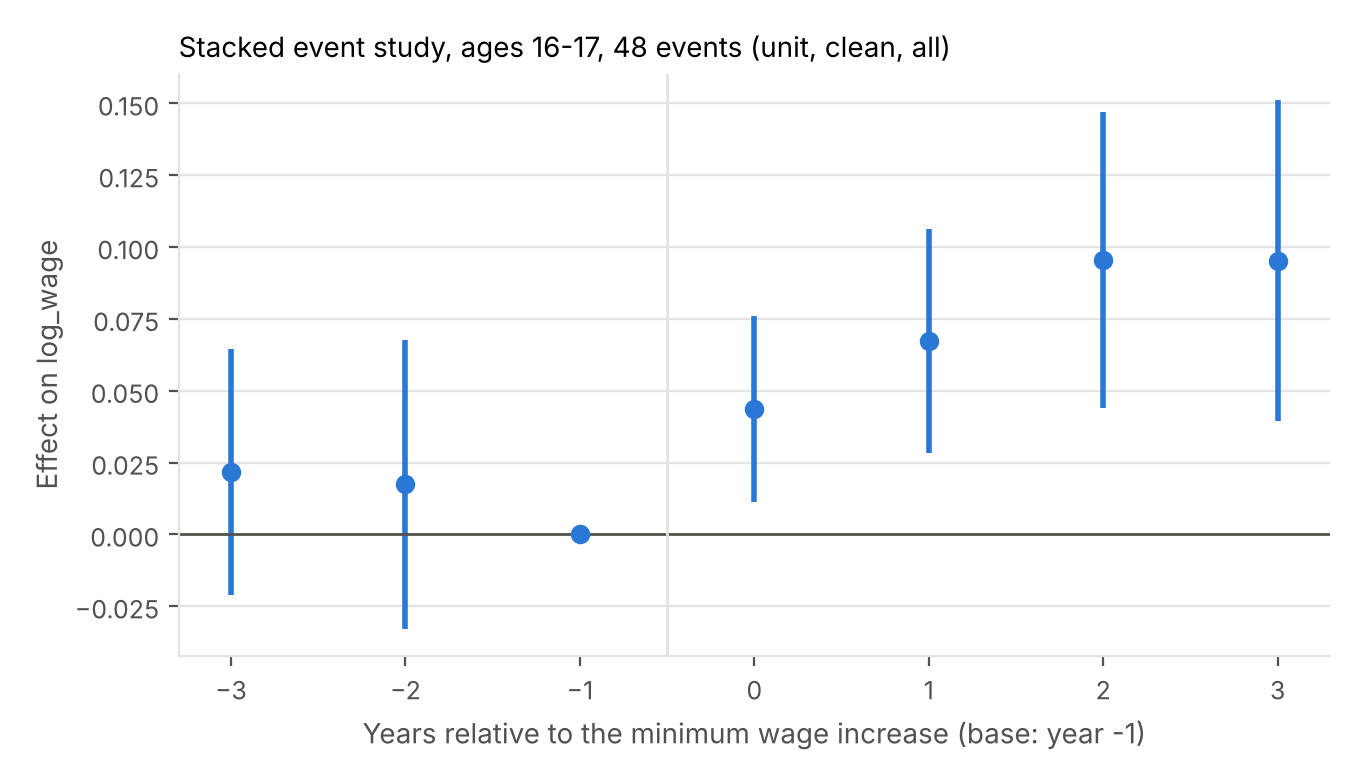 Stacked event study, ages 16-17, 48 events (unit, clean, all)
0.150
0.125
0.100
0.075
0.050
0.025
0.000
−0.025
Effect on log_wage
−3 −2 −1 0 1 2 3
Years relative to the minimum wage increase (base: year -1)